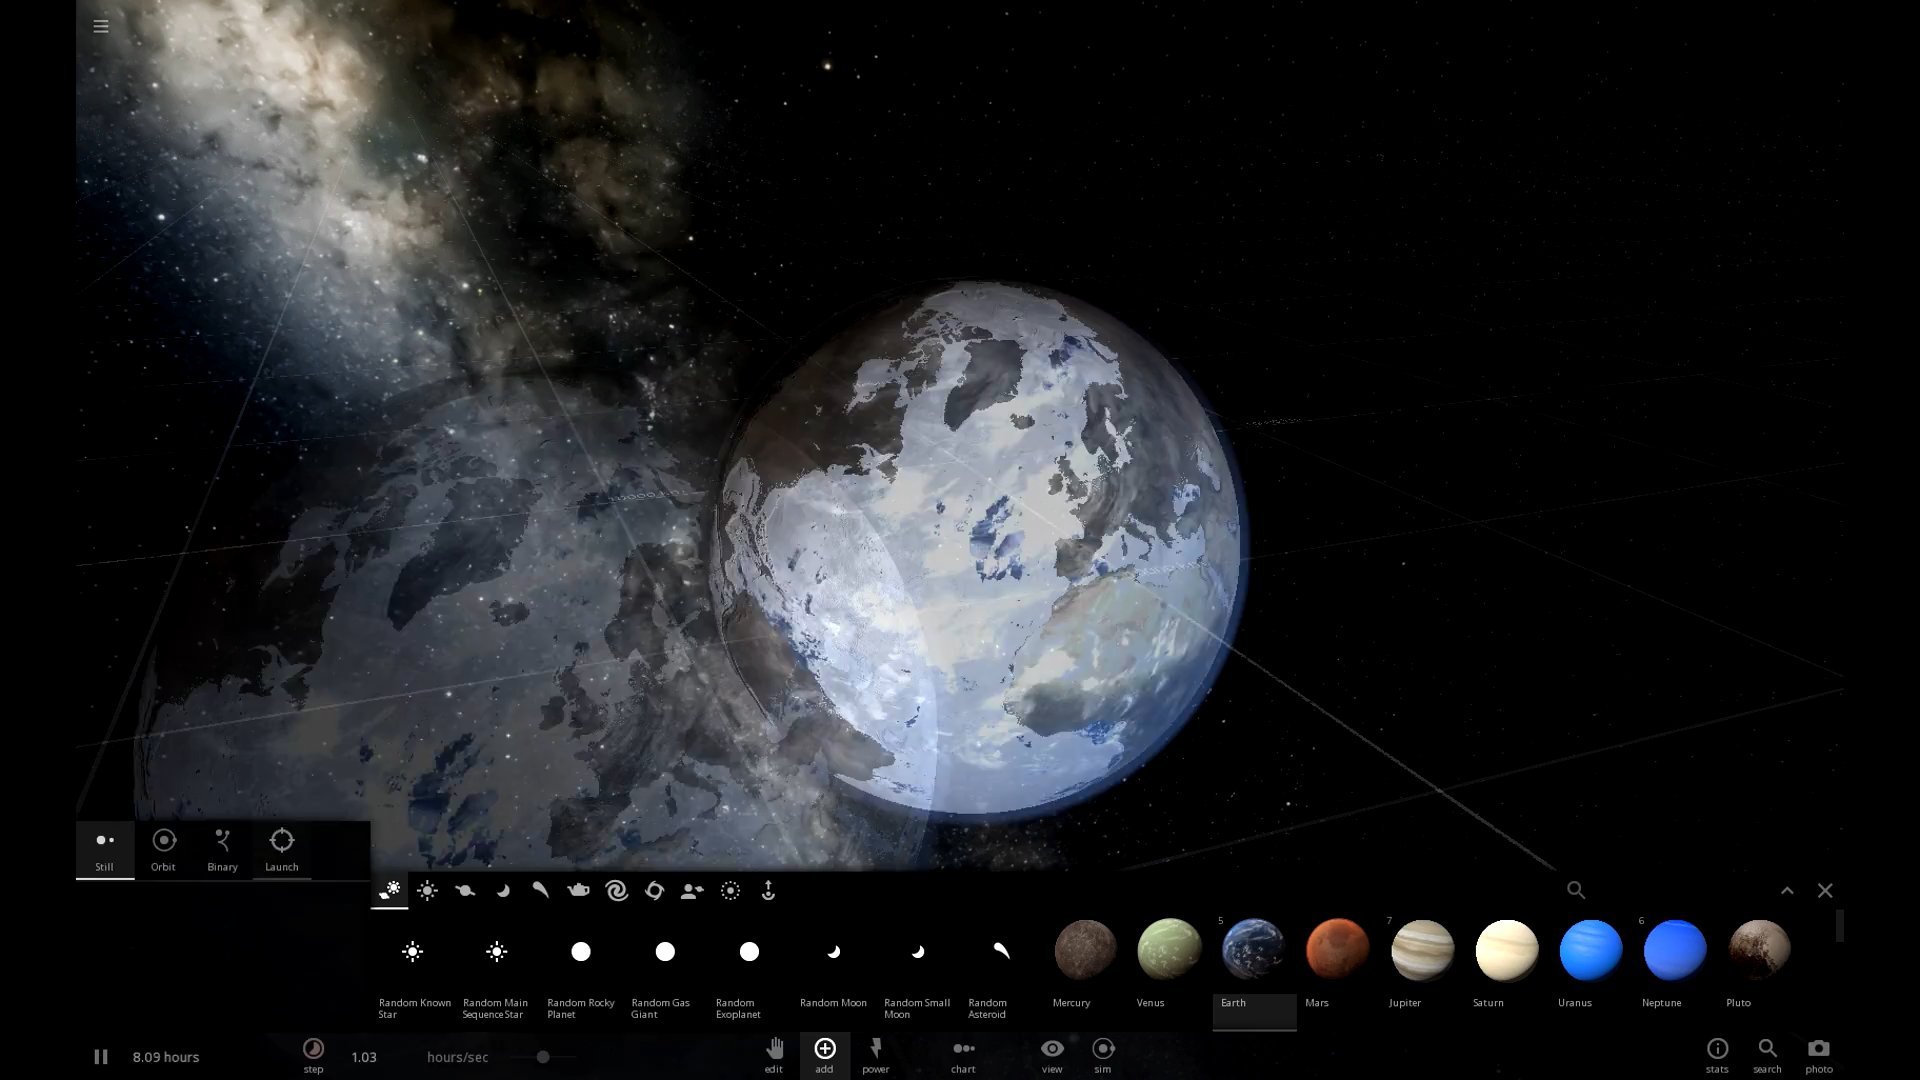 Still
Orbit
Binary
Launch
5
7
6
Random Known
Star
Random Main
Sequence Star
Random Rocky
Planet
Random Gas
Giant
Random
Exoplanet
Random Moon
Random Small
Moon
Random
Asteroid
Mercury
Venus
Earth
Mars
Jupiter
Saturn
Uranus
Neptune
Pluto
8.09 hours
step
1.03
hours/sec
edit
add
power
chart
view
sim
stats
search
photo